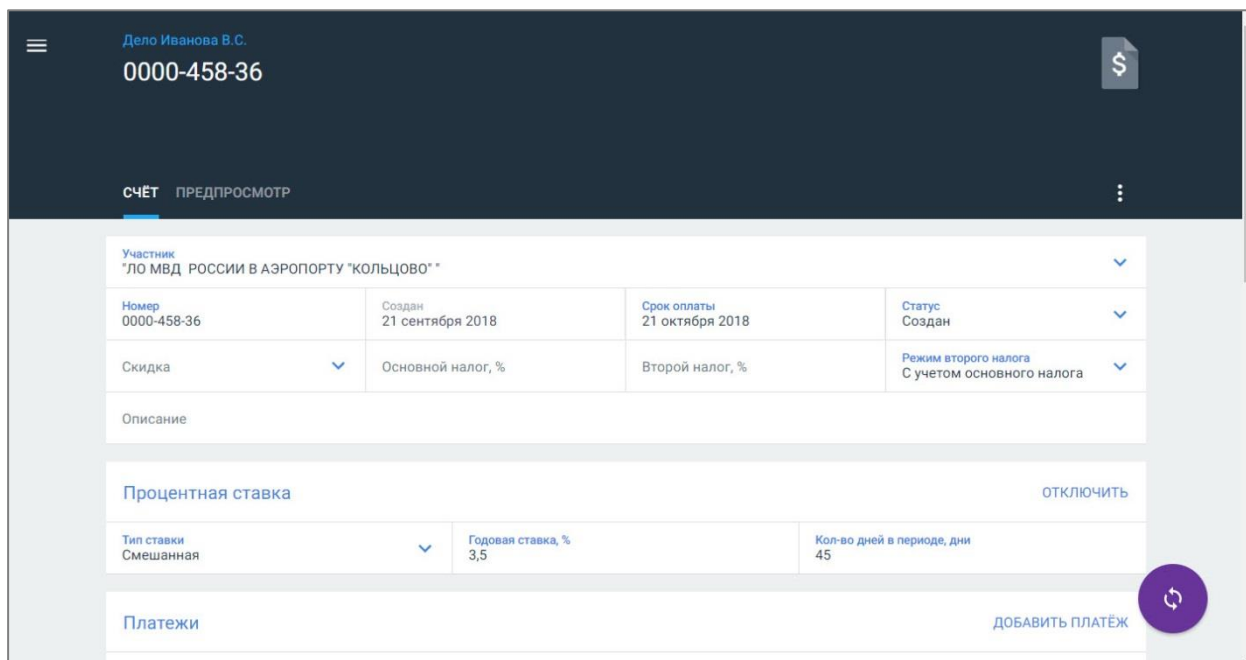 Дело Иванова В.С.
0000-458-36
$
СЧЁТ ПРЕДПРОСМОТР
Участник
"ЛО МВД РОССИИ В АЭРОПОРТУ "КОЛЬЦОВО" "
Номер Создан Срок оплаты Статус
0000-458-36 21 сентября 2018 21 октября 2018 Создан
Скидка Основной налог, % Второй налог, % Режим второго налога
С учетом основного налога
Описание
Процентная ставка ОТКЛЮЧИТЬ
Тип ставки Годовая ставка, % Кол-во дней в периоде, дни
Смешанная 3,5 45
Платежи ДОБАВИТЬ ПЛАТЁЖ